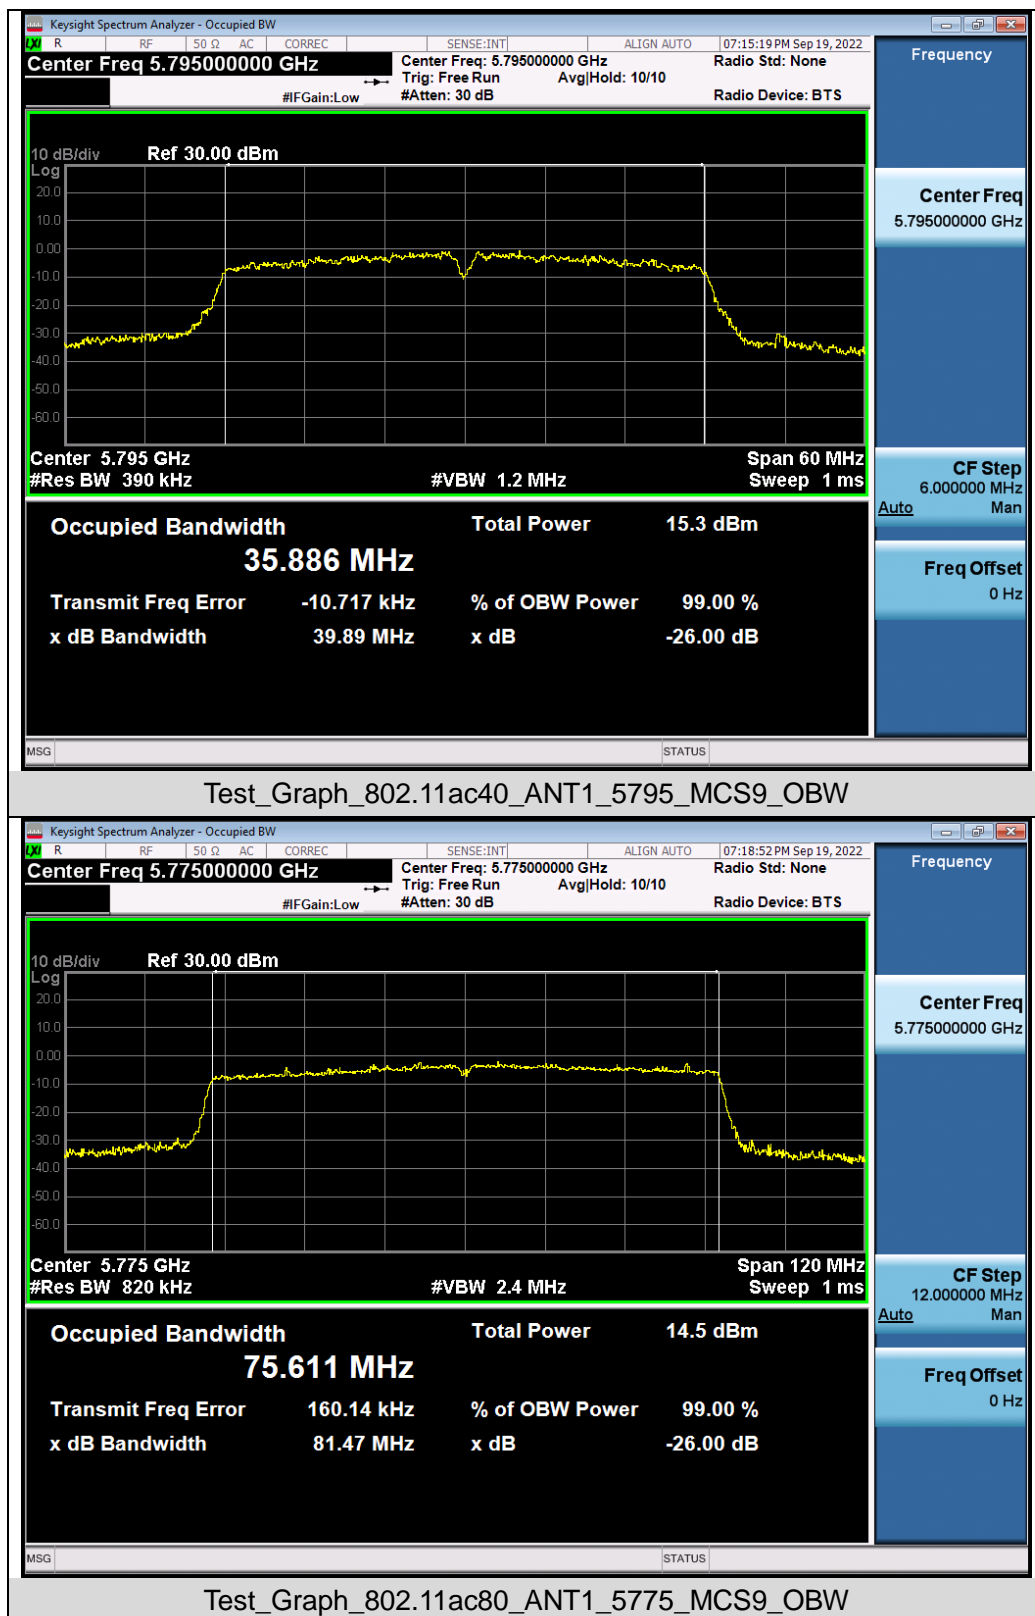 Keysight Spectrum Analyzer - Occupied BW
LXI R RF 50 Ω AC CORREC SENSE:INT ALIGN AUTO 07:15:19 PM Sep 19, 2022
Center Freq 5.795000000 GHz
Center Freq: 5.795000000 GHz Radio Std: None
Trig: Free Run Avg|Hold: 10/10
#IFGain:Low #Atten: 30 dB Radio Device: BTS
Frequency
10 dB/div Ref 30.00 dBm
Log
20.0
10.0
0.00
-10.0
-20.0
-30.0
-40.0
-50.0
-60.0
Center 5.795 GHz Span 60 MHz
#Res BW 390 kHz #VBW 1.2 MHz Sweep 1 ms
Center Freq
5.795000000 GHz
CF Step
6.000000 MHz
Auto Man
Freq Offset
0 Hz
Occupied Bandwidth Total Power 15.3 dBm
35.886 MHz
Transmit Freq Error -10.717 kHz % of OBW Power 99.00 %
x dB Bandwidth 39.89 MHz x dB -26.00 dB
MSG STATUS
Test_Graph_802.11ac40_ANT1_5795_MCS9_OBW
Keysight Spectrum Analyzer - Occupied BW
LXI R RF 50 Ω AC CORREC SENSE:INT ALIGN AUTO 07:18:52 PM Sep 19, 2022
Center Freq 5.775000000 GHz
Center Freq: 5.775000000 GHz Radio Std: None
Trig: Free Run Avg|Hold: 10/10
#IFGain:Low #Atten: 30 dB Radio Device: BTS
Frequency
10 dB/div Ref 30.00 dBm
Log
20.0
10.0
0.00
-10.0
-20.0
-30.0
-40.0
-50.0
-60.0
Center 5.775 GHz Span 120 MHz
#Res BW 820 kHz #VBW 2.4 MHz Sweep 1 ms
Center Freq
5.775000000 GHz
CF Step
12.000000 MHz
Auto Man
Freq Offset
0 Hz
Occupied Bandwidth Total Power 14.5 dBm
75.611 MHz
Transmit Freq Error 160.14 kHz % of OBW Power 99.00 %
x dB Bandwidth 81.47 MHz x dB -26.00 dB
MSG STATUS
Test_Graph_802.11ac80_ANT1_5775_MCS9_OBW